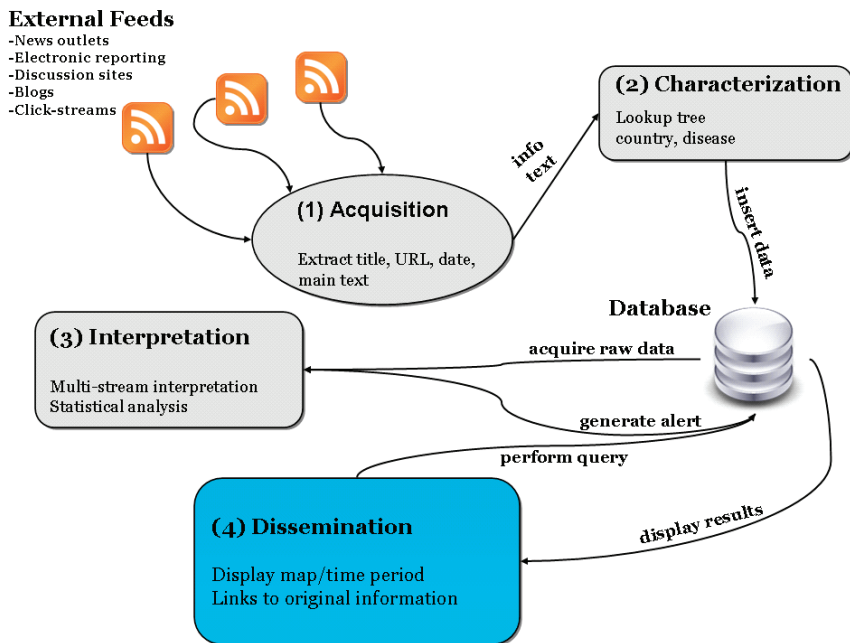 External Feeds
-News outlets
-Electronic reporting
-Discussion sites
-Blogs
-Click-streams
(1) Acquisition
Extract title, URL, date,
main text
info
text
(2) Characterization
Lookup tree
country, disease
insert data
Database
(3) Interpretation
Multi-stream interpretation
Statistical analysis
acquire raw data
generate alert
perform query
(4) Dissemination
Display map/time period
Links to original information
display results